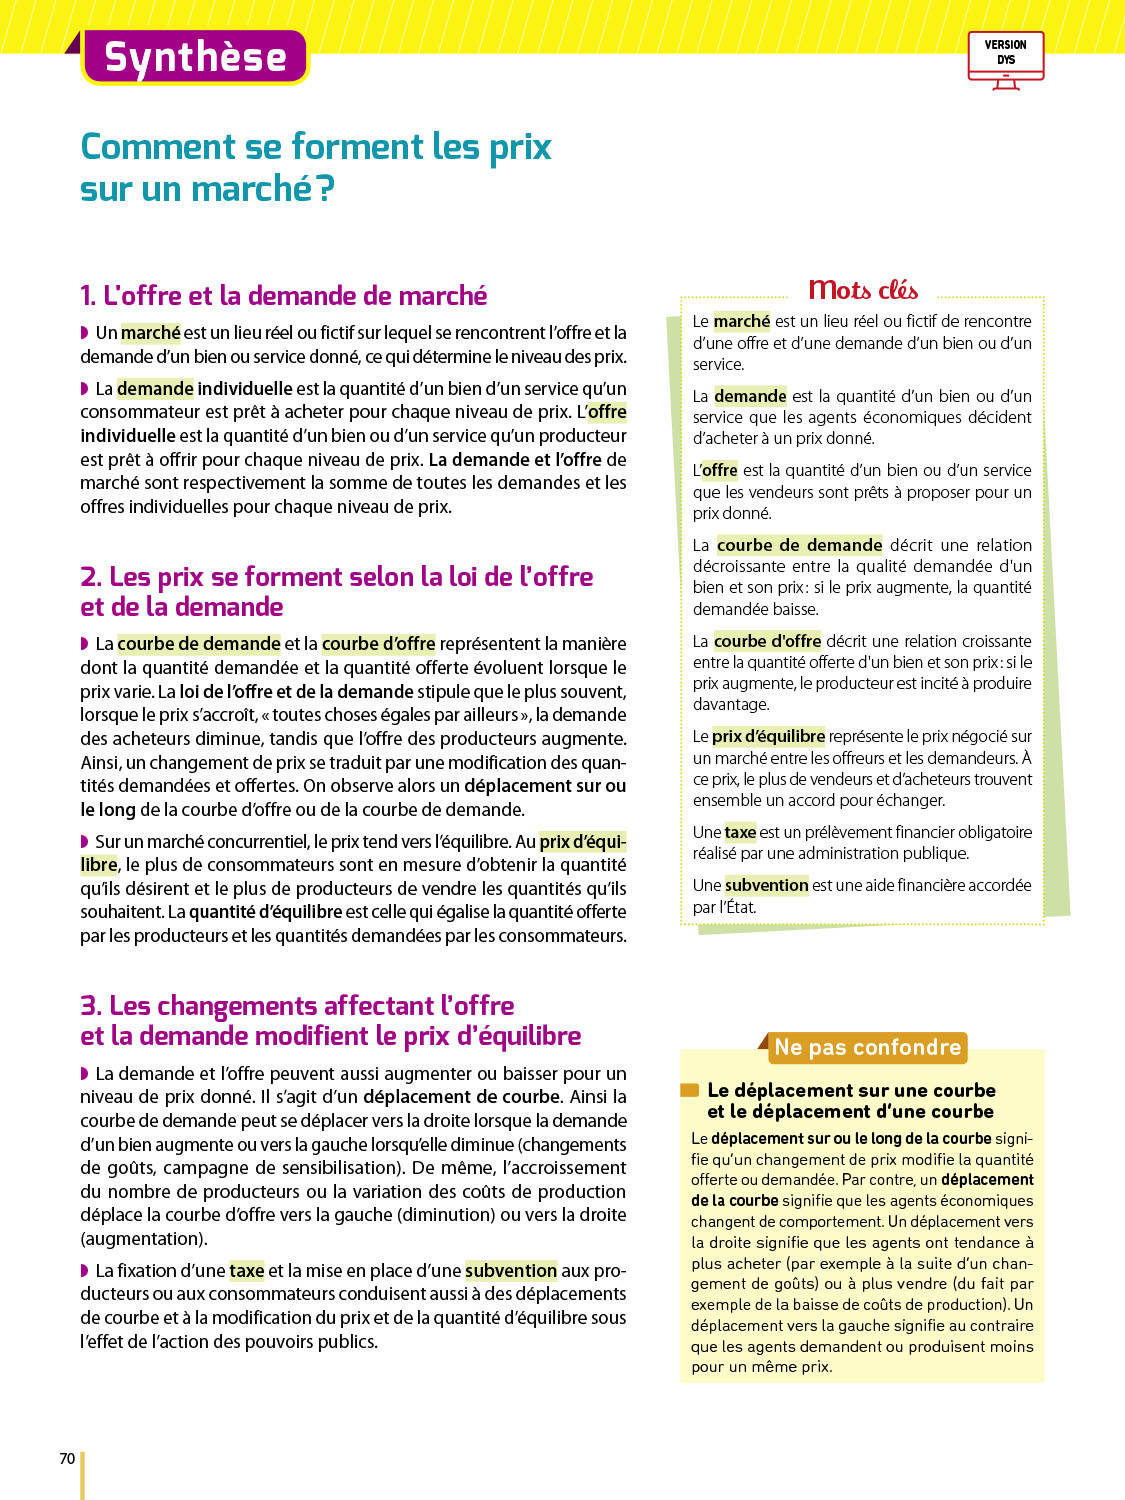 Synthèse
VERSION
DYS
Comment se forment les prix
sur un marché ?
1. L'offre et la demande de marché
Un marché est un lieu réel ou fictif sur lequel se rencontrent l'offre et la
demande d'un bien ou service donné, ce qui détermine le niveau des prix.
La demande individuelle est la quantité d'un bien d'un service qu'un
consommateur est prêt à acheter pour chaque niveau de prix. L'offre
individuelle est la quantité d'un bien ou d'un service qu'un producteur
est prêt à offrir pour chaque niveau de prix. La demande et l'offre de
marché sont respectivement la somme de toutes les demandes et les
offres individuelles pour chaque niveau de prix.
2. Les prix se forment selon la loi de l'offre
et de la demande
La courbe de demande et la courbe d'offre représentent la manière
dont la quantité demandée et la quantité offerte évoluent lorsque le
prix varie. La loi de l'offre et de la demande stipule que le plus souvent,
lorsque le prix s'accroît, « toutes choses égales par ailleurs », la demande
des acheteurs diminue, tandis que l'offre des producteurs augmente.
Ainsi, un changement de prix se traduit par une modification des quan-
tités demandées et offertes. On observe alors un déplacement sur ou
le long de la courbe d'offre ou de la courbe de demande.
Sur un marché concurrentiel, le prix tend vers l'équilibre. Au prix d'équi-
libre, le plus de consommateurs sont en mesure d'obtenir la quantité
qu'ils désirent et le plus de producteurs de vendre les quantités qu'ils
souhaitent. La quantité d'équilibre est celle qui égalise la quantité offerte
par les producteurs et les quantités demandées par les consommateurs.
3. Les changements affectant l'offre
et la demande modifient le prix d'équilibre
La demande et l'offre peuvent aussi augmenter ou baisser pour un
niveau de prix donné. Il s'agit d'un déplacement de courbe. Ainsi la
courbe de demande peut se déplacer vers la droite lorsque la demande
d'un bien augmente ou vers la gauche lorsqu'elle diminue (changements
de goûts, campagne de sensibilisation). De même, l'accroissement
du nombre de producteurs ou la variation des coûts de production
déplace la courbe d'offre vers la gauche (diminution) ou vers la droite
(augmentation).
La fixation d'une taxe et la mise en place d'une subvention aux pro-
ducteurs ou aux consommateurs conduisent aussi à des déplacements
de courbe et à la modification du prix et de la quantité d'équilibre sous
l'effet de l'action des pouvoirs publics.
Mots clés
Le marché est un lieu réel ou fictif de rencontre
d'une offre et d'une demande d'un bien ou d'un
service.
La demande est la quantité d'un bien ou d'un
service que les agents économiques décident
d'acheter à un prix donné.
L'offre est la quantité d'un bien ou d'un service
que les vendeurs sont prêts à proposer pour un
prix donné.
La courbe de demande décrit une relation
décroissante entre la qualité demandée d'un
bien et son prix : si le prix augmente, la quantité
demandée baisse.
La courbe d'offre décrit une relation croissante
entre la quantité offerte d'un bien et son prix : si le
prix augmente, le producteur est incité à produire
davantage.
Le prix d'équilibre représente le prix négocié sur
un marché entre les offreurs et les demandeurs. À
ce prix, le plus de vendeurs et d'acheteurs trouvent
ensemble un accord pour échanger.
Une taxe est un prélèvement financier obligatoire
réalisé par une administration publique.
Une subvention est une aide financière accordée
par l'État.
Ne pas confondre
Le déplacement sur une courbe
et le déplacement d'une courbe
Le déplacement sur ou le long de la courbe signi-
fie qu'un changement de prix modifie la quantité
offerte ou demandée. Par contre, un déplacement
de la courbe signifie que les agents économiques
changent de comportement. Un déplacement vers
la droite signifie que les agents ont tendance à
plus acheter (par exemple à la suite d'un chan-
gement de goûts) ou à plus vendre (du fait par
exemple de la baisse de coûts de production). Un
déplacement vers la gauche signifie au contraire
que les agents demandent ou produisent moins
pour un même prix.
70